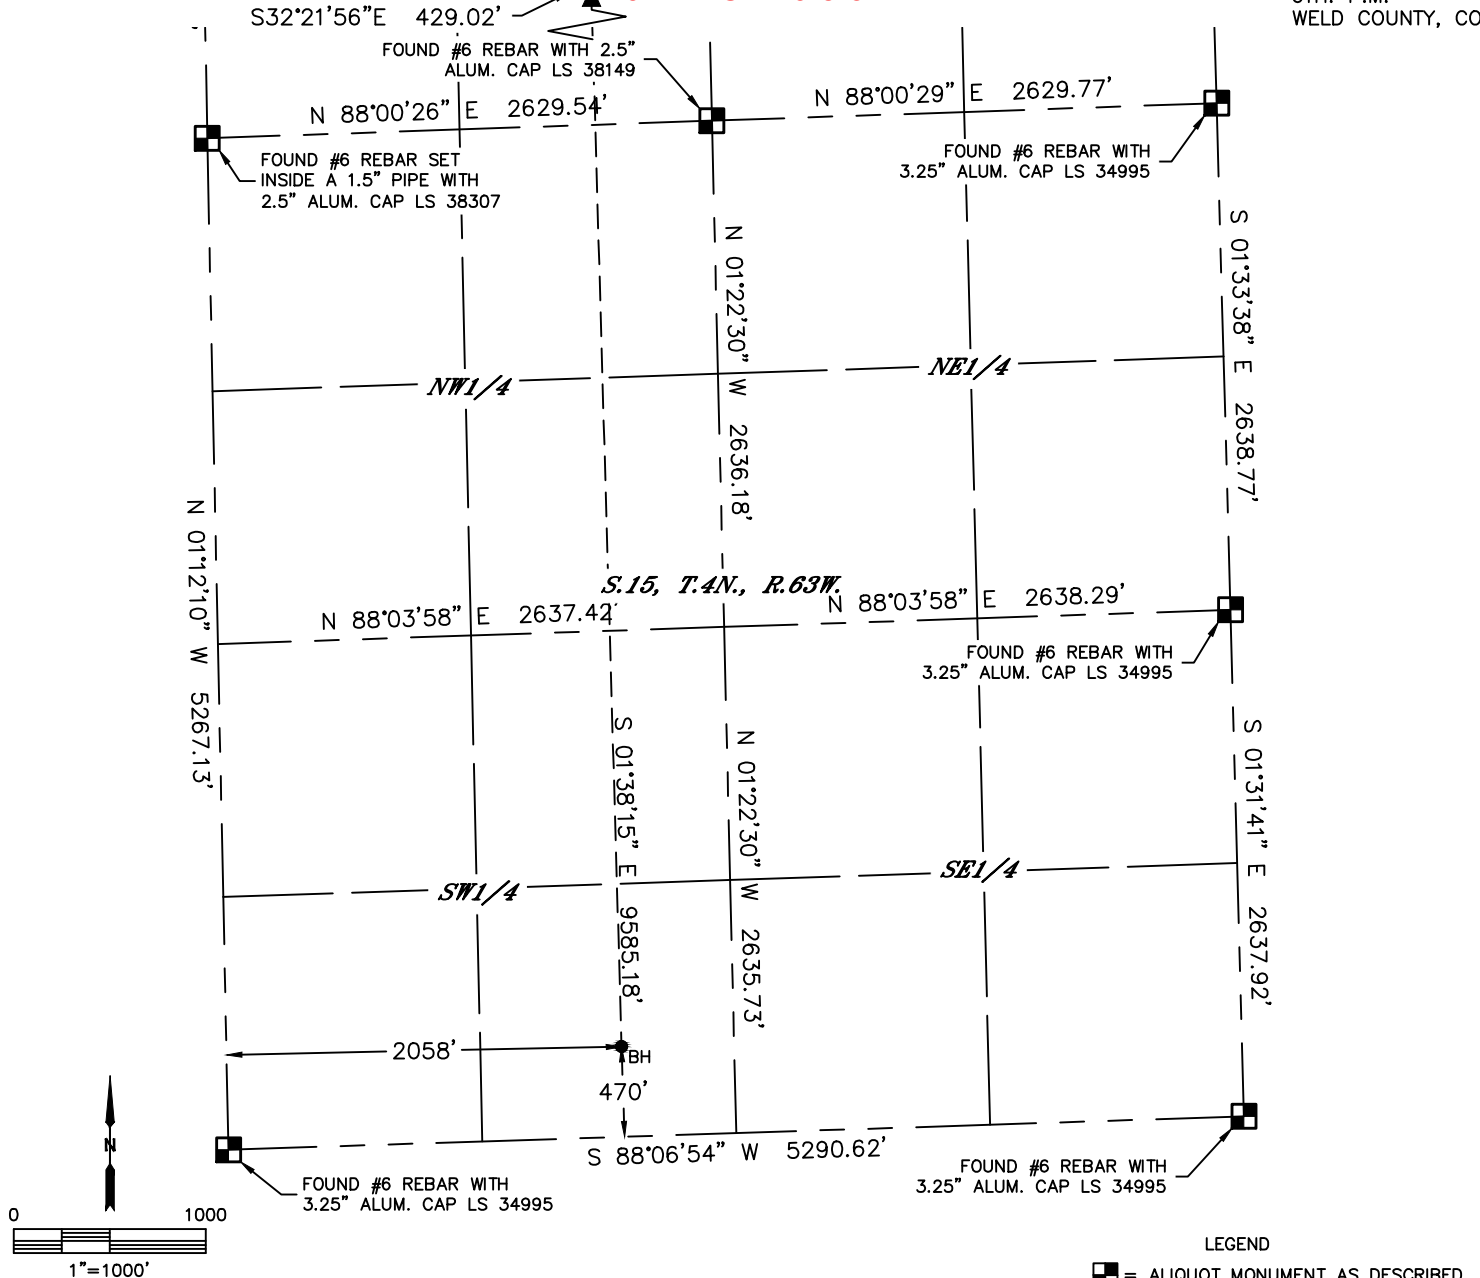 S32°21'56"E 429.02'
WELD COUNTY, CO
FOUND #6 REBAR WITH 2.5"
ALUM. CAP LS 38149
N 88°00'26" E 2629.54'
N 88°00'29" E 2629.77'
FOUND #6 REBAR SET
INSIDE A 1.5" PIPE WITH
2.5" ALUM. CAP LS 38307
FOUND #6 REBAR WITH
3.25" ALUM. CAP LS 34995
N 01°22'30" W 2636.18'
S 01°33'38" E 2638.77'
NW1/4
NE1/4
N 01°12'10" W 5267.13'
S.15, T.4N., R.63W.
N 88°03'58" E 2637.42'
N 88°03'58" E 2638.29'
FOUND #6 REBAR WITH
3.25" ALUM. CAP LS 34995
S 01°38'15" E 9585.18'
N 01°22'30" W 2635.73'
S 01°31'41" E 2637.92'
SW1/4
SE1/4
2058'
BH
470'
S 88°06'54" W 5290.62'
N
FOUND #6 REBAR WITH
3.25" ALUM. CAP LS 34995
FOUND #6 REBAR WITH
3.25" ALUM. CAP LS 34995
0 1000
1"=1000'
LEGEND
= ALIQUOT MONUMENT AS DESCRIBED